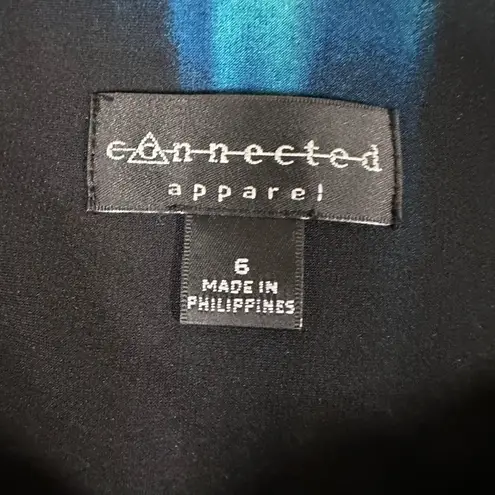 connected
apparel
6
MADE IN
PHILIPPINES